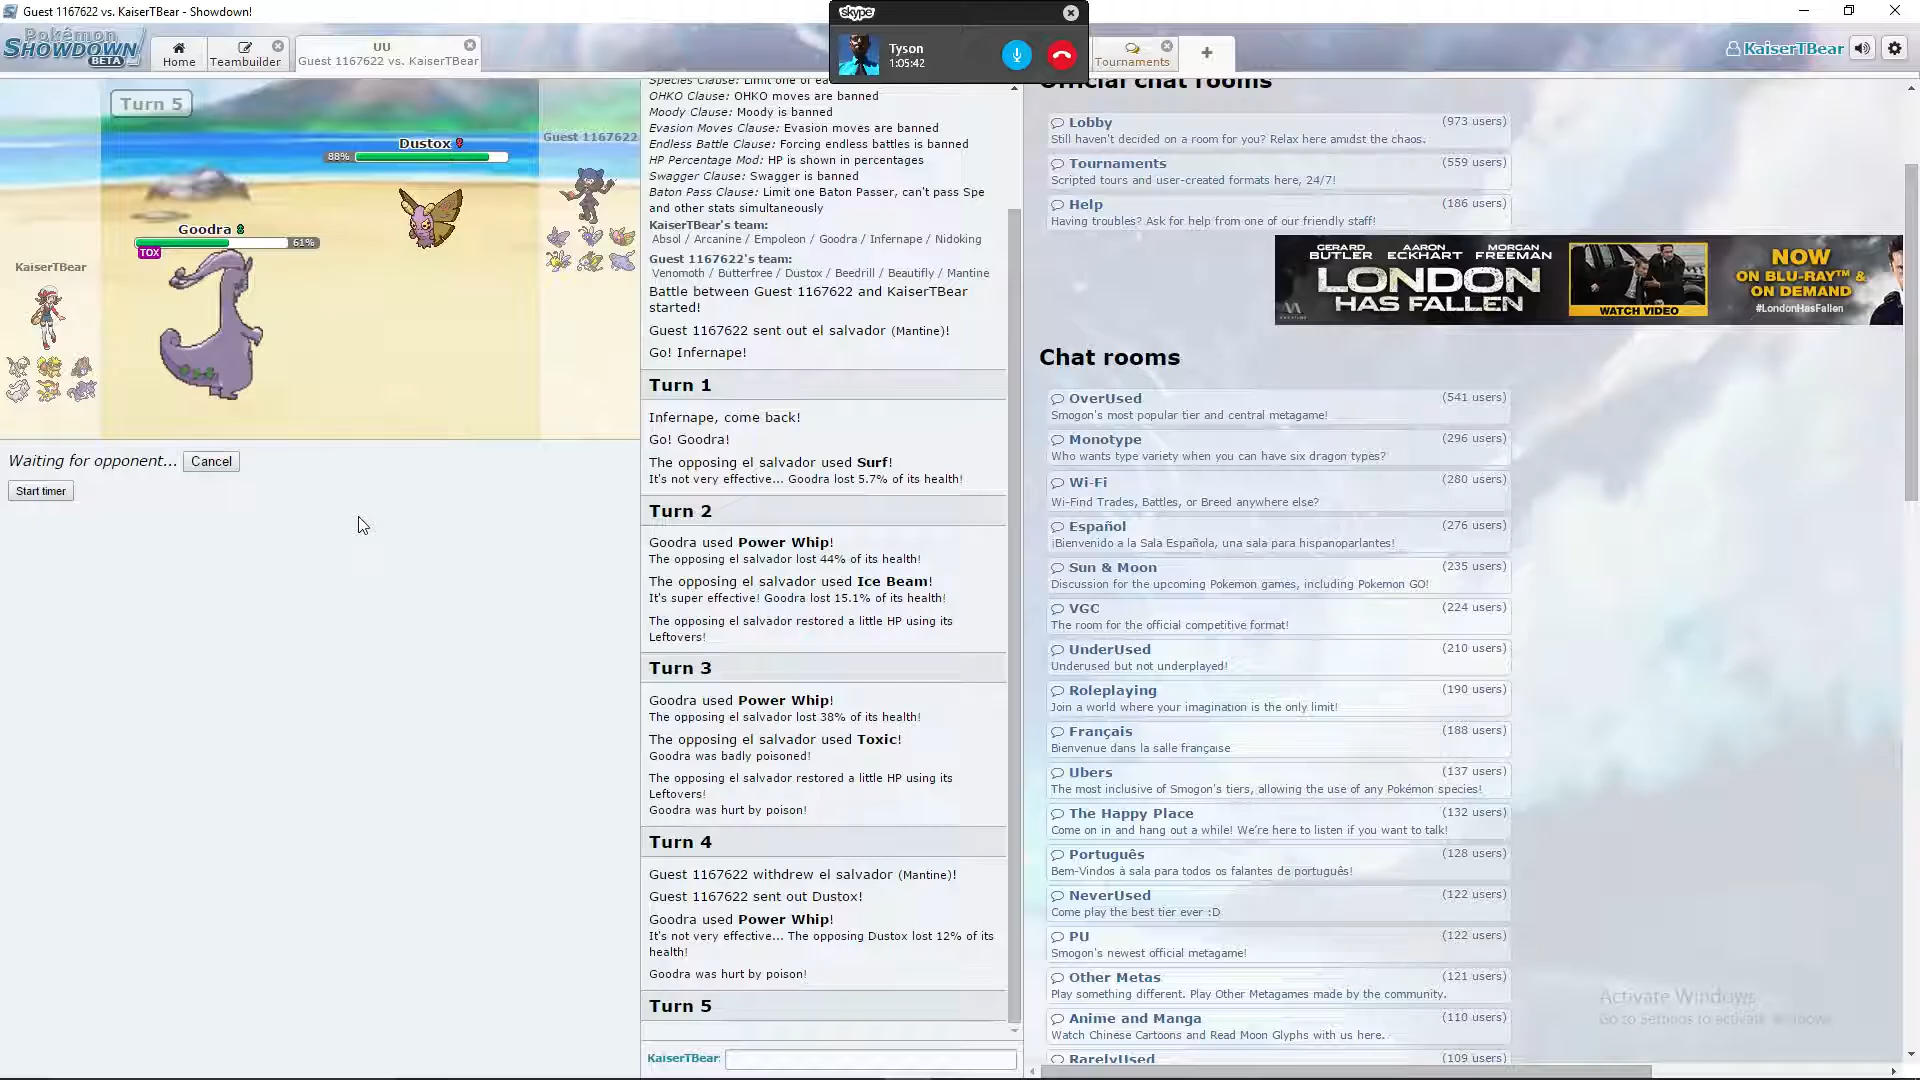 Guest 1167622 vs. KaiserTBear - Showdown!
Pokémon
SHOWDOWN
BETA
Home
Teambuilder
UU
Guest 1167622 vs. KaiserTBear
skype
Tyson
1:05:42
Tournaments
+
KaiserTBear
Turn 5
Dustox
88%
Goodra
61%
TOX
Guest 1167622
KaiserTBear
Waiting for opponent... Cancel
Start timer
OHKO Clause: OHKO moves are banned
Moody Clause: Moody is banned
Evasion Moves Clause: Evasion moves are banned
Endless Battle Clause: Forcing endless battles is banned
HP Percentage Mod: HP is shown in percentages
Swagger Clause: Swagger is banned
Baton Pass Clause: Limit one Baton Passer, can't pass Spe
and other stats simultaneously
KaiserTBear's team:
Absol / Arcanine / Empoleon / Goodra / Infernape / Nidoking
Guest 1167622's team:
Venomoth / Butterfree / Dustox / Beedrill / Beautifly / Mantine
Battle between Guest 1167622 and KaiserTBear
started!
Guest 1167622 sent out el salvador (Mantine)!
Go! Infernape!
Turn 1
Infernape, come back!
Go! Goodra!
The opposing el salvador used Surf!
It's not very effective... Goodra lost 5.7% of its health!
Turn 2
Goodra used Power Whip!
The opposing el salvador lost 44% of its health!
The opposing el salvador used Ice Beam!
It's super effective! Goodra lost 15.1% of its health!
The opposing el salvador restored a little HP using its
Leftovers!
Turn 3
Goodra used Power Whip!
The opposing el salvador lost 38% of its health!
The opposing el salvador used Toxic!
Goodra was badly poisoned!
The opposing el salvador restored a little HP using its
Leftovers!
Goodra was hurt by poison!
Turn 4
Guest 1167622 withdrew el salvador (Mantine)!
Guest 1167622 sent out Dustox!
Goodra used Power Whip!
It's not very effective... The opposing Dustox lost 12% of its
health!
Goodra was hurt by poison!
Turn 5
KaiserTBear:
Official chat rooms
Lobby (973 users)
Still haven't decided on a room for you? Relax here amidst the chaos.
Tournaments (559 users)
Scripted tours and user-created formats here, 24/7!
Help (186 users)
Having troubles? Ask for help from one of our friendly staff!
GERARD BUTLER AARON ECKHART MORGAN FREEMAN
LONDON
HAS FALLEN
WATCH VIDEO
NOW
ON BLU-RAY™ &
ON DEMAND
#LondonHasFallen
Chat rooms
OverUsed (541 users)
Smogon's most popular tier and central metagame!
Monotype (296 users)
Who wants type variety when you can have six dragon types?
Wi-Fi (280 users)
Wi-Find Trades, Battles, or Breed anywhere else?
Español (276 users)
¡Bienvenido a la Sala Española, una sala para hispanoparlantes!
Sun & Moon (235 users)
Discussion for the upcoming Pokemon games, including Pokemon GO!
VGC (224 users)
The room for the official competitive format!
UnderUsed (210 users)
Underused but not underplayed!
Roleplaying (190 users)
Join a world where your imagination is the only limit!
Français (188 users)
Bienvenue dans la salle française
Ubers (137 users)
The most inclusive of Smogon's tiers, allowing the use of any Pokémon species!
The Happy Place (132 users)
Come on in and hang out a while! We're here to listen if you want to talk!
Português (128 users)
Bem-Vindos à sala para todos os falantes de português!
NeverUsed (122 users)
Come play the best tier ever :D
PU (122 users)
Smogon's newest official metagame!
Other Metas (121 users)
Play something different. Play Other Metagames made by the community.
Anime and Manga (110 users)
Watch Chinese Cartoons and Read Moon Glyphs with us here.
RarelyUsed (109 users)
Activate Windows
Go to Settings to activate Windows.